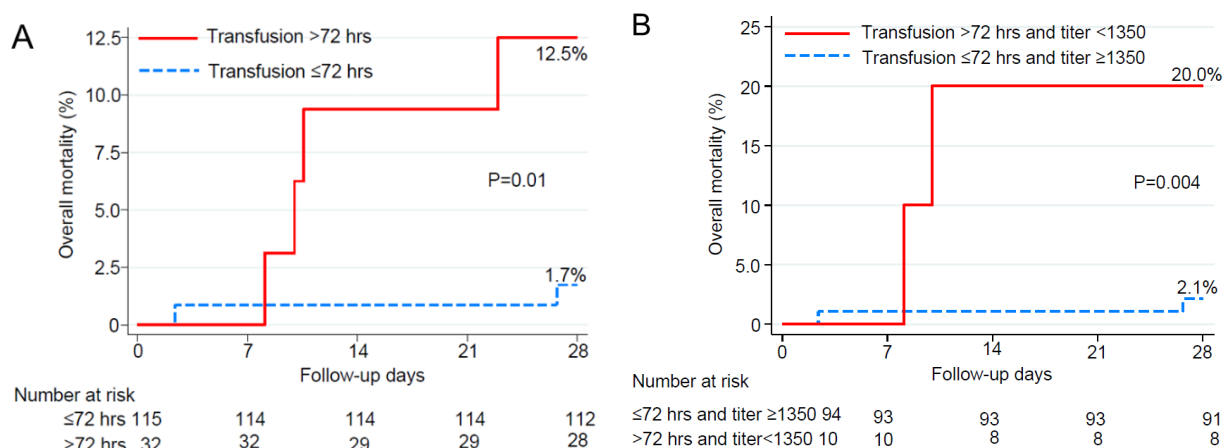 A
Transfusion >72 hrs
Transfusion ≤72 hrs
Overall mortality (%)
12.5
10.0
7.5
5.0
2.5
0
12.5%
P=0.01
1.7%
0 7 14 21 28
Follow-up days
Number at risk
≤72 hrs 115 114 114 114 112
>72 hrs 32 32 29 29 28
B
Transfusion >72 hrs and titer <1350
Transfusion ≤72 hrs and titer ≥1350
Overall mortality (%)
25
20
15
10
5.0
0
20.0%
P=0.004
2.1%
0 7 14 21 28
Follow-up days
Number at risk
≤72 hrs and titer ≥1350 94 93 93 93 91
>72 hrs and titer<1350 10 10 8 8 8